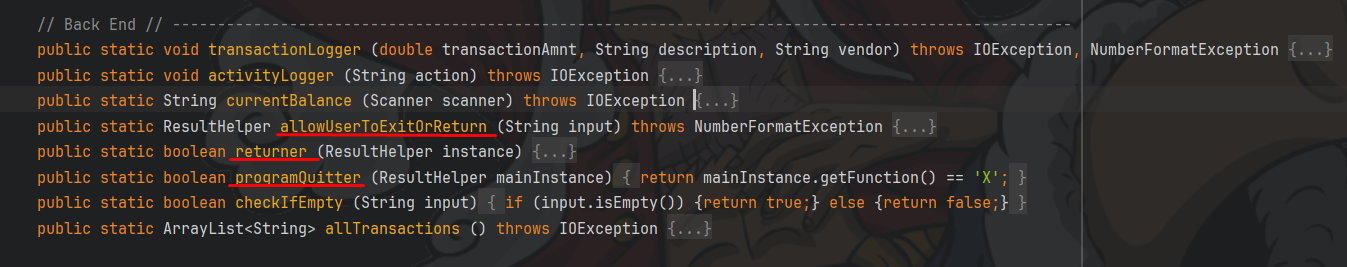 // Back End // ----------------------------------------------------------------------------------------------------
public static void transactionLogger (double transactionAmnt, String description, String vendor) throws IOException, NumberFormatException {...}
public static void activityLogger (String action) throws IOException {...}
public static String currentBalance (Scanner scanner) throws IOException {...}
public static ResultHelper allowUserToExitOrReturn (String input) throws NumberFormatException {...}
public static boolean returner (ResultHelper instance) {...}
public static boolean programQuitter (ResultHelper mainInstance) { return mainInstance.getFunction() == 'X'; }
public static boolean checkIfEmpty (String input) { if (input.isEmpty()) {return true;} else {return false;} }
public static ArrayList<String> allTransactions () throws IOException {...}